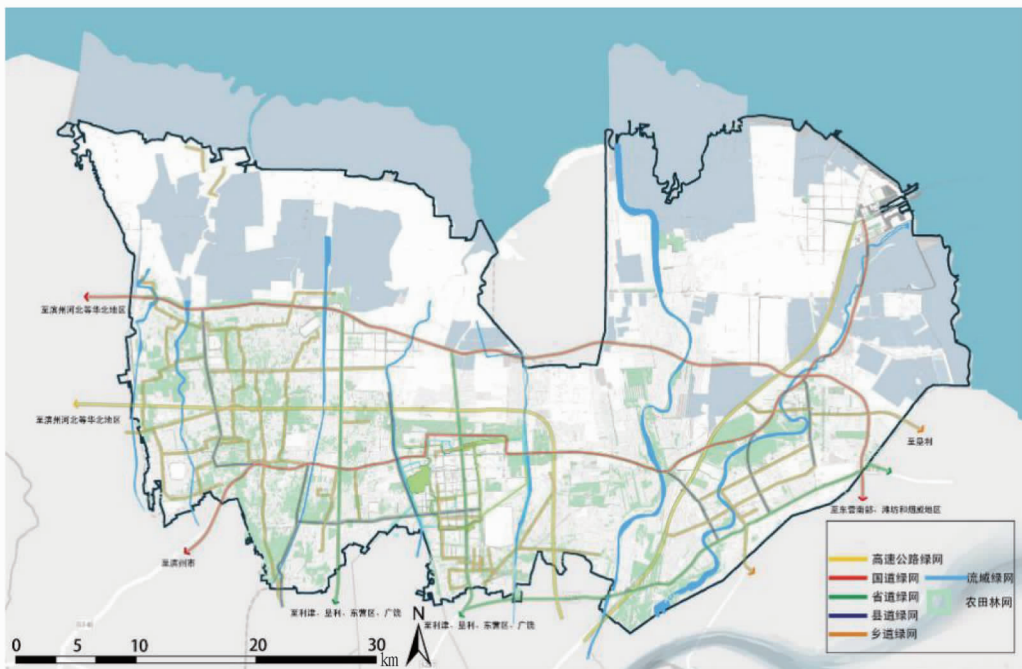 至滨州河北等华北地区
至滨州河北等华北地区
至垦利
至东营南部、潍坊和烟威地区
至滨州市
至利津、垦利、东营区、广饶
至利津、垦利、东营区、广饶
高速公路绿网
国道绿网
省道绿网
县道绿网
乡道绿网
流域绿网
农田林网
N
0 5 10 20 30
km